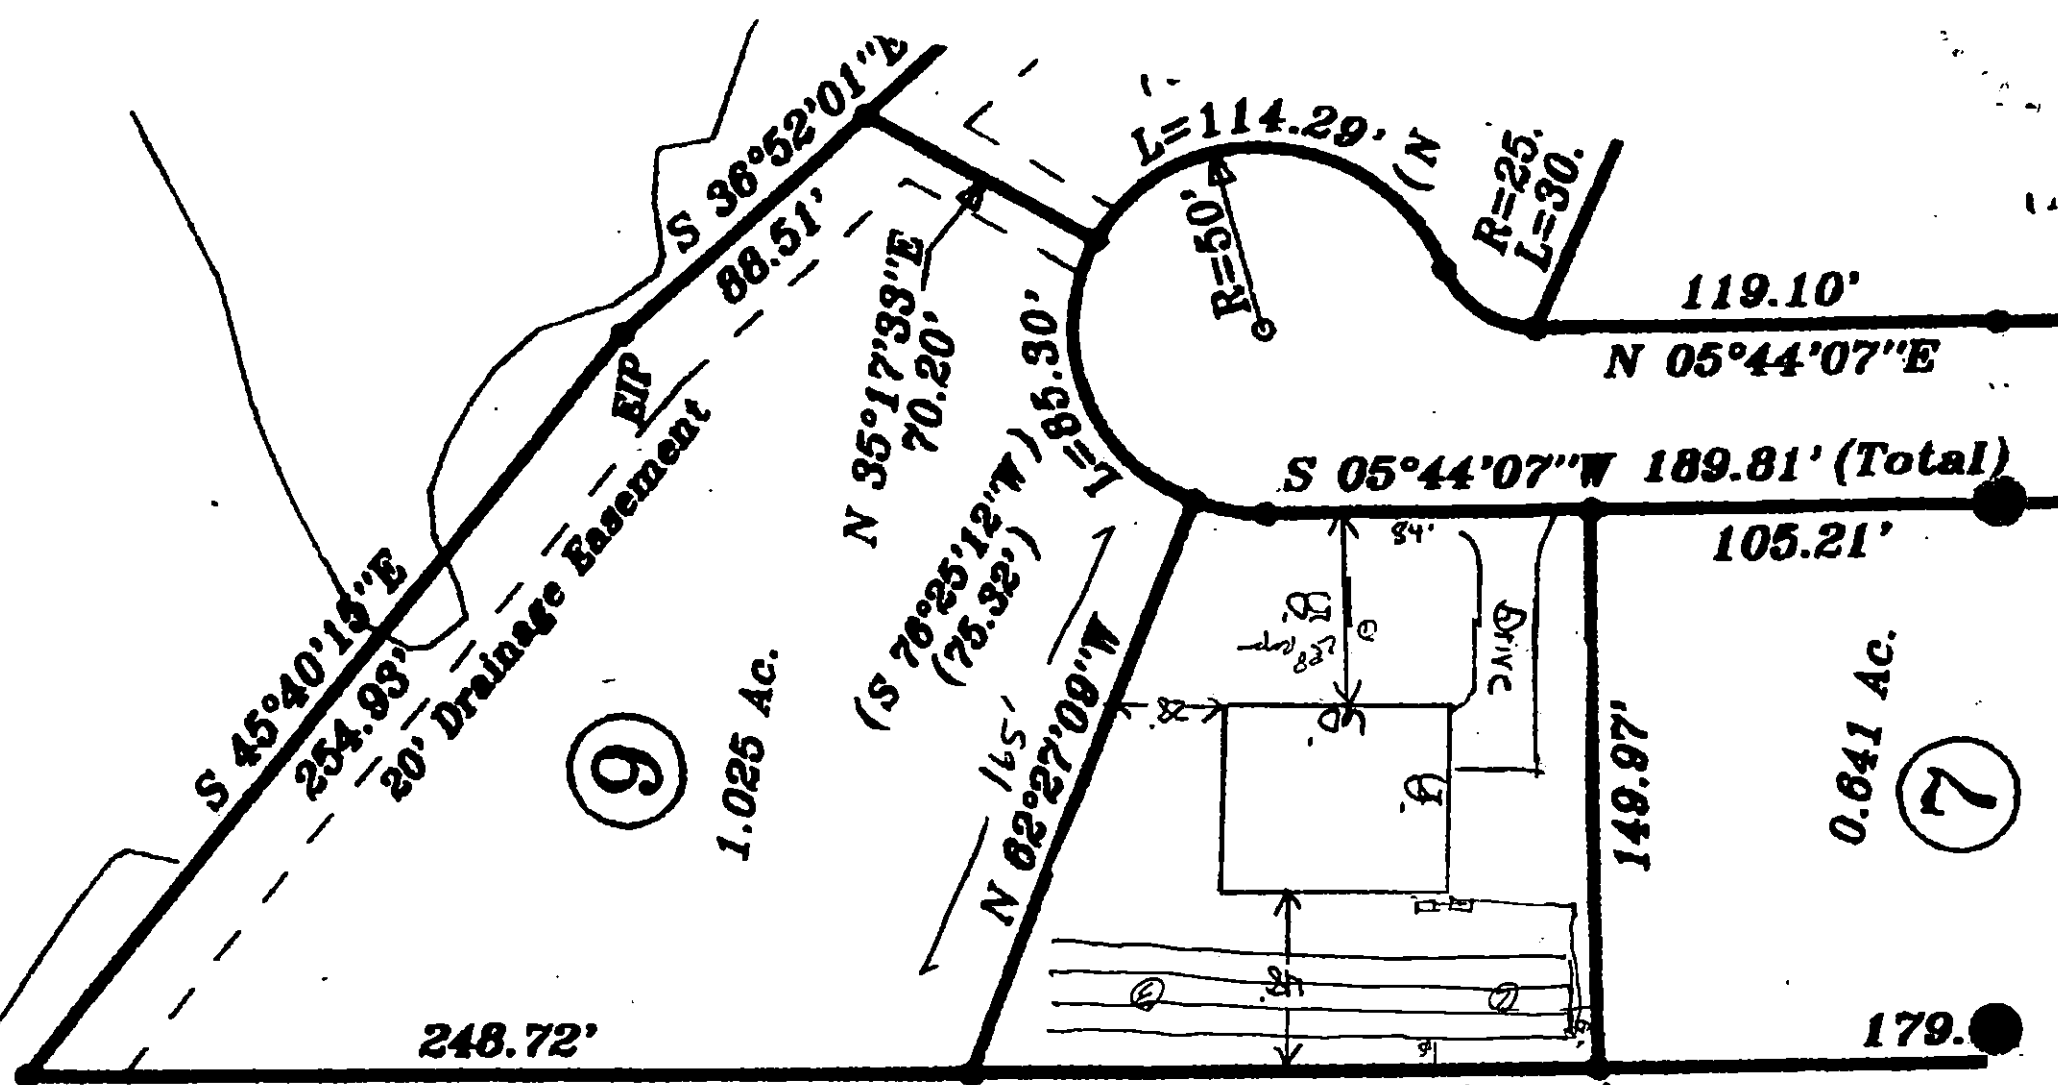 S 36°52'01"E
88.51'
L=114.29' (N
R=50'
R=25.
L=30.
119.10'
N 05°44'07"E
N 35°17'33"E
70.20'
L=85.30'
EIP
S 05°44'07"W 189.81' (Total)
105.21'
84'
(S 76°25'12"W)
(75.32')
S 45°40'15"E
254.93'
20' Drainage Easement
9
1.025 Ac.
165'
N 62°27'09"W
Drive
149.97'
0.641 Ac.
7
248.72'
179.